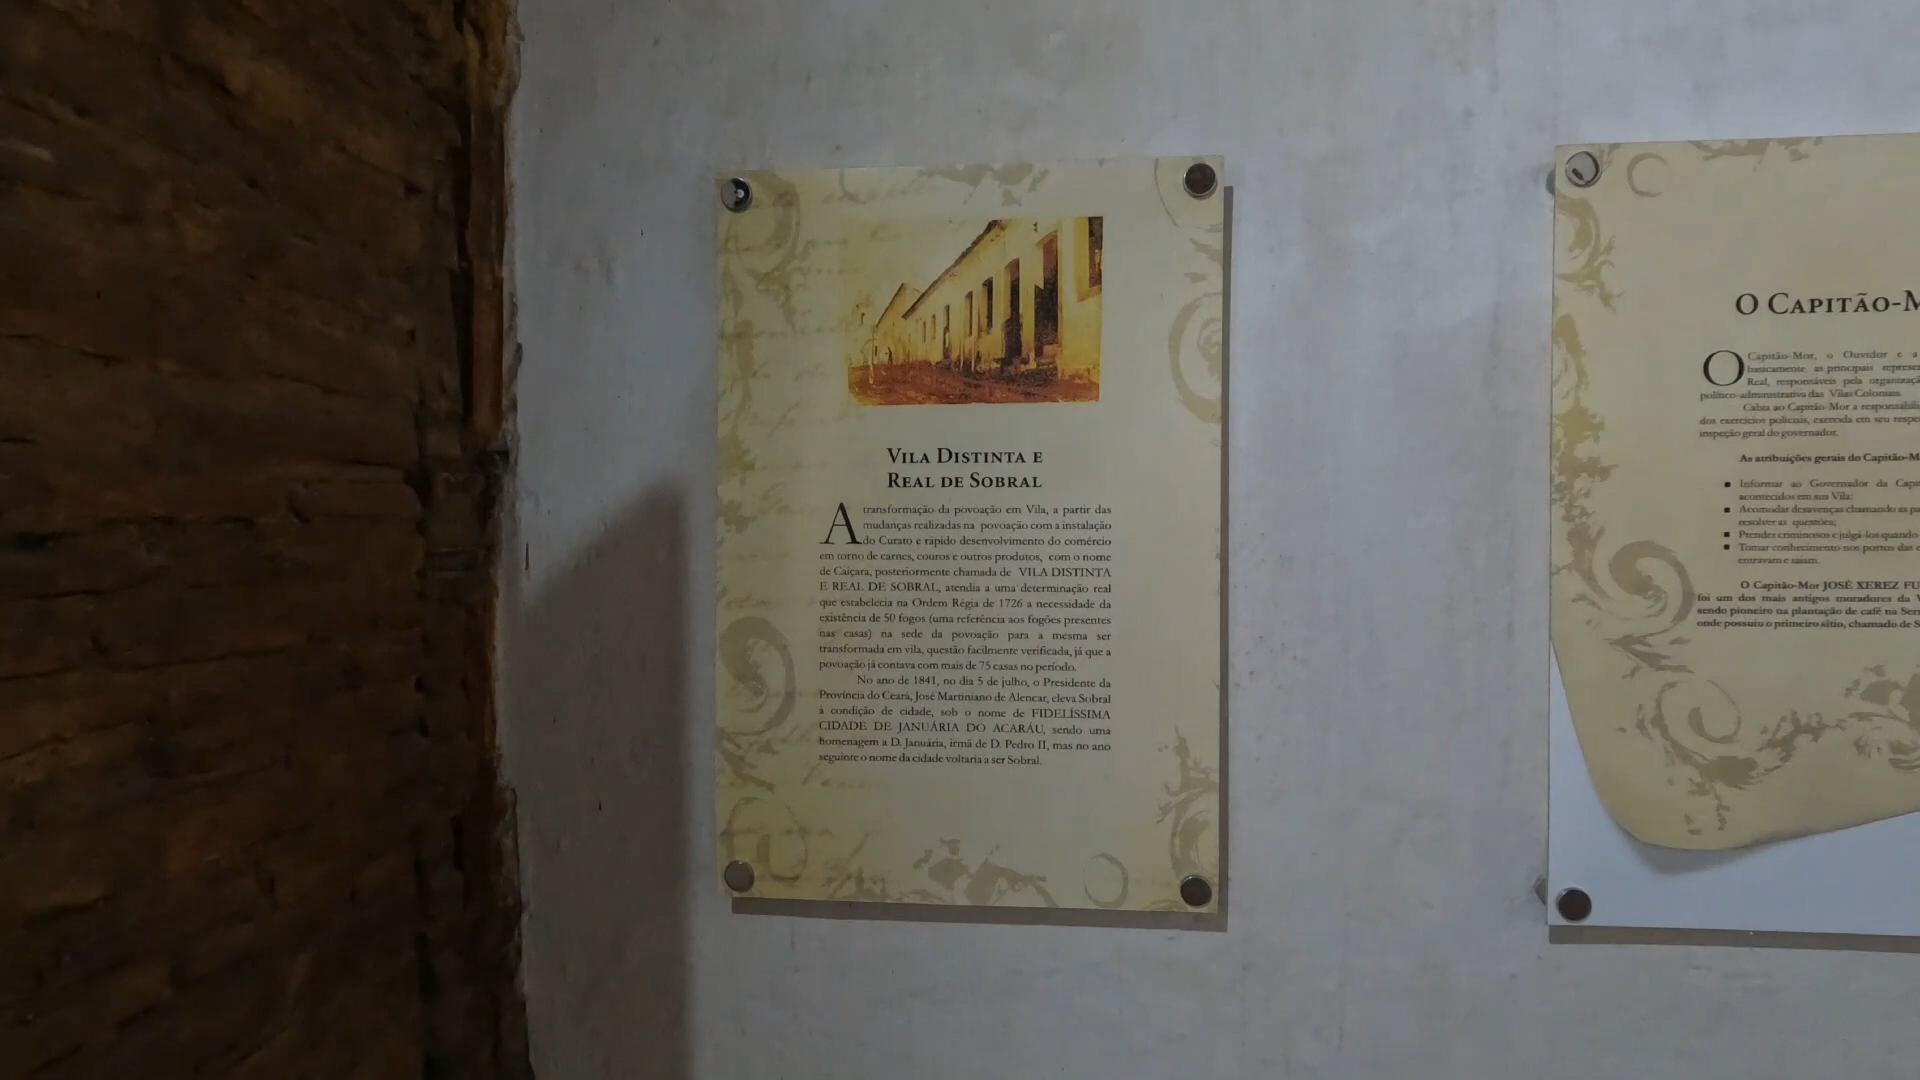 VILA DISTINTA E
REAL DE SOBRAL
A transformação da povoação em Vila, a partir das
mudanças realizadas na povoação com a instalação
do Curato e rápido desenvolvimento do comércio
em torno de carnes, couros e outros produtos, com o nome
de Caiçara, posteriormente chamada de VILA DISTINTA
E REAL DE SOBRAL, atendia a uma determinação real
que estabelecia na Ordem Régia de 1726 a necessidade da
existência de 50 fogos (uma referência aos fogões presentes
nas casas) na sede da povoação para a mesma ser
transformada em vila, questão facilmente verificada, já que a
povoação já contava com mais de 75 casas no período.
No ano de 1841, no dia 5 de julho, o Presidente da
Província do Ceará, José Martiniano de Alencar, eleva Sobral
à condição de cidade, sob o nome de FIDELÍSSIMA
CIDADE DE JANUÁRIA DO ACARAÚ, sendo uma
homenagem a D. Januária, irmã de D. Pedro II, mas no ano
seguinte o nome da cidade voltaria a ser Sobral.
O CAPITÃO-M
O Capitão-Mor, o Ouvidor e a
basicamente as principais represe
Real, responsáveis pela organizaçã
político-administrativa das Vilas Coloniais.
Cabia ao Capitão-Mor a responsabili
dos exercícios policiais, exercida em seu respe
inspeção geral do governador.
As atribuições gerais do Capitão-M
▪ Informar ao Governador da Capi
acontecidos em sua Vila;
▪ Acomodar desavenças chamando as pa
resolver as questões;
▪ Prender criminosos e julgá-los quando
▪ Tomar conhecimento nos portos das e
entravam e saíam.
O Capitão-Mor JOSÉ XEREZ FU
foi um dos mais antigos moradores da V
sendo pioneiro na plantação de café na Serr
onde possuiu o primeiro sítio, chamado de S